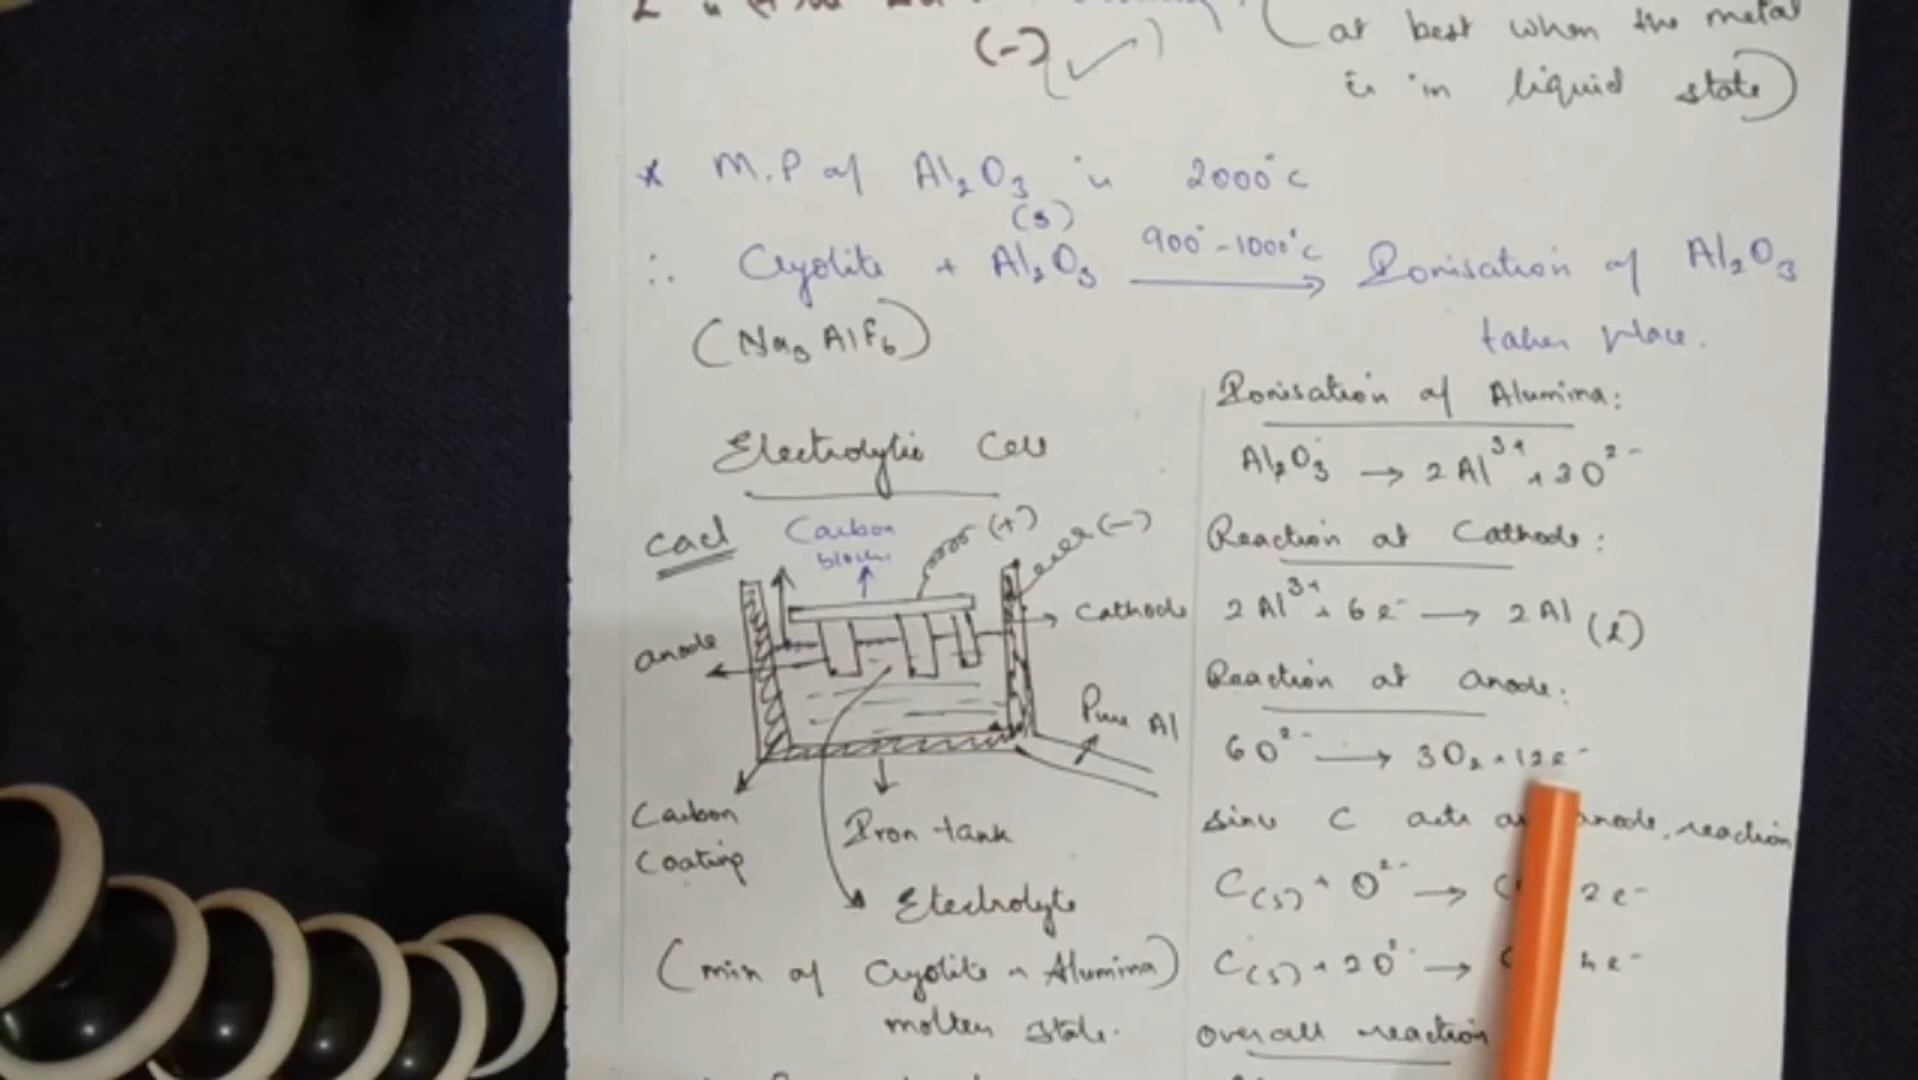 (-)
at best when the metal
is in liquid state)
* M.P of Al2O3 is 2000°C
(s)
∴ Cryolite + Al2O3 900°-1000°C → Ionisation of Al2O3
(Na3AlF6)
takes place.
Electrolytic Cell
Carbon
block
(+)
(-)
anode
Cathode
Pure Al
Carbon
Coating
Iron tank
Electrolyte
(mix of Cryolite + Alumina)
molten state.
Ionisation of Alumina:
Al2O3 → 2Al³⁺ + 3O²⁻
Reaction at Cathode:
2Al³⁺ + 6e⁻ → 2Al (l)
Reaction at anode:
6O²⁻ → 3O2 + 12e⁻
since C acts as anode, reaction
C(s) + O²⁻ → 2e⁻
C(s) + 2O²⁻ → 4e⁻
Overall reaction